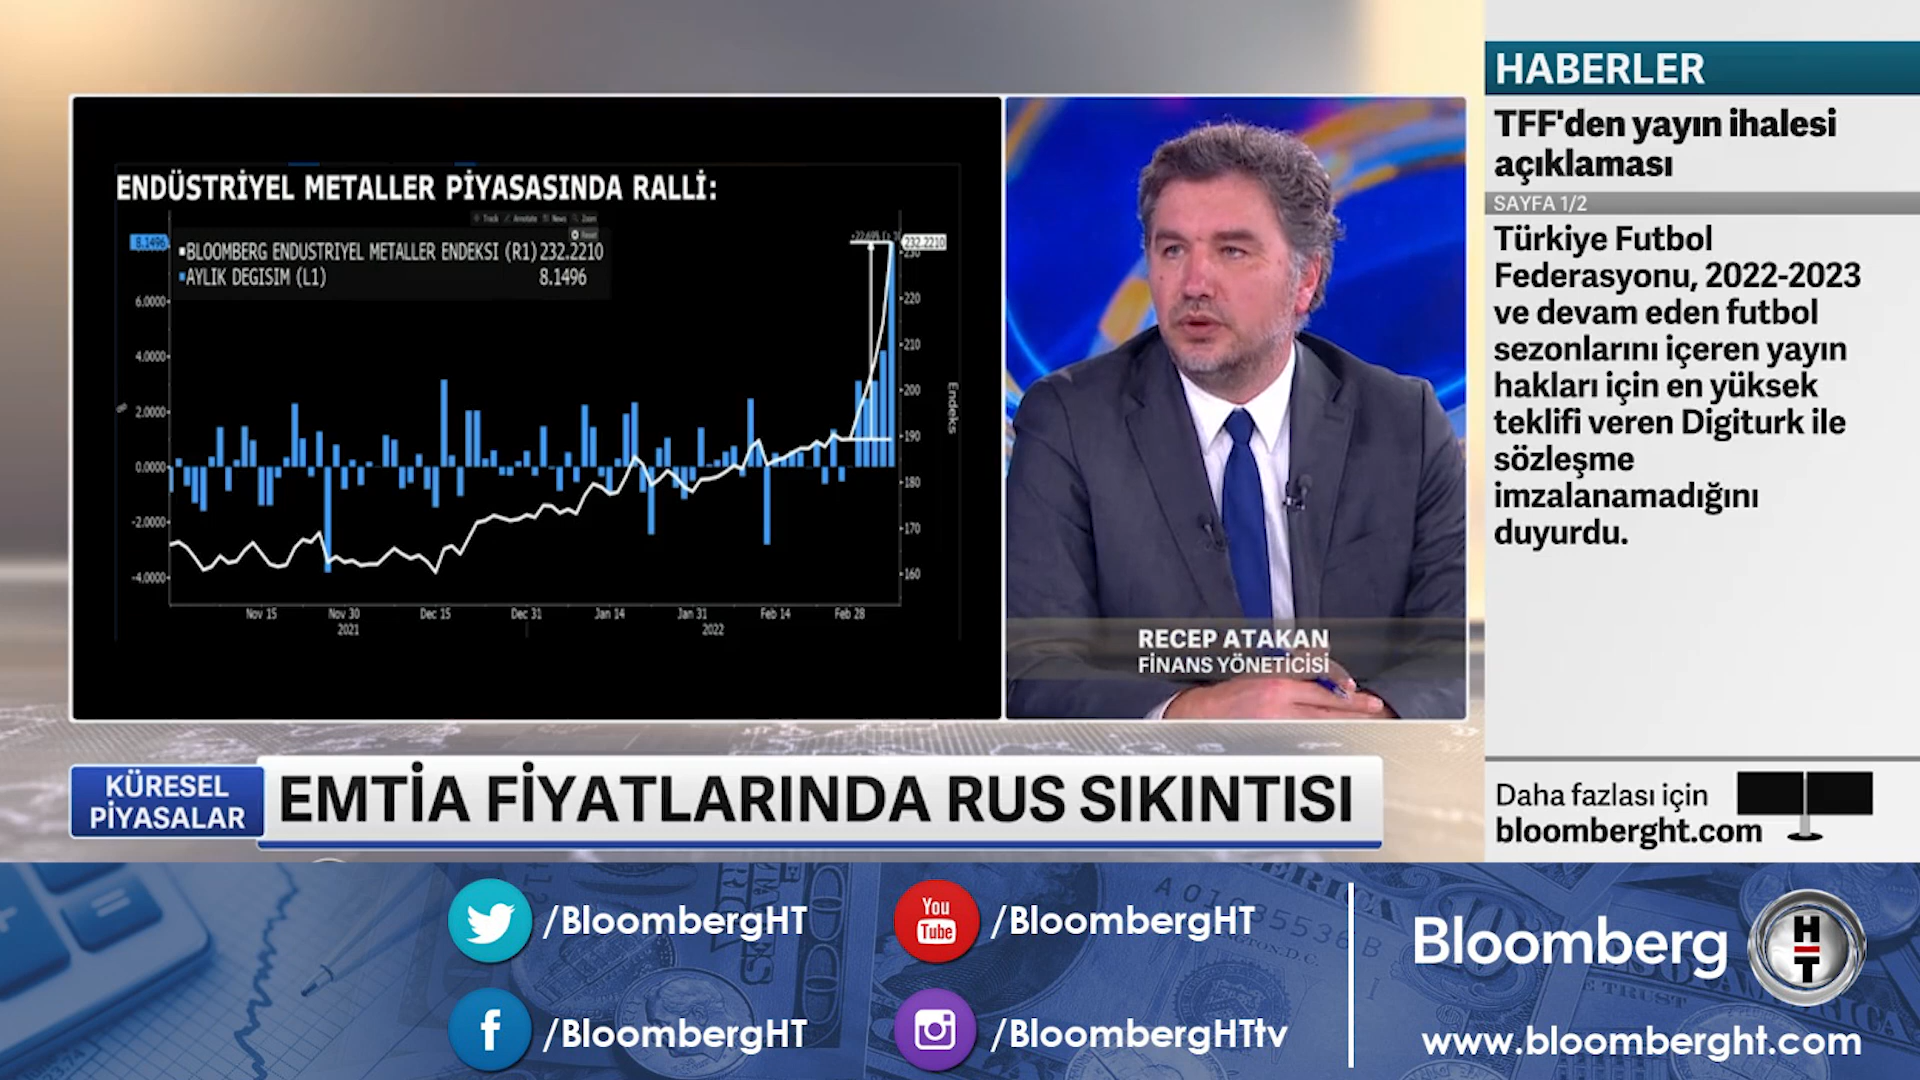 ENDÜSTRİYEL METALLER PİYASASINDA RALLİ:
Track Annotate News Zoom
Reset
8.1496
BLOOMBERG ENDUSTRIYEL METALLER ENDEKSI (R1) 232.2210
AYLIK DEGISIM (L1) 8.1496
232.2210
6.0000
4.0000
2.0000
0.0000
-2.0000
-4.0000
230
220
210
200
190
180
170
160
Endeks
Nov 15
Nov 30
Dec 15
Dec 31
Jan 14
Jan 31
Feb 14
Feb 28
2021
2022
RECEP ATAKAN
FİNANS YÖNETİCİSİ
KÜRESEL
PİYASALAR
EMTİA FİYATLARINDA RUS SIKINTISI
HABERLER
TFF'den yayın ihalesi
açıklaması
SAYFA 1/2
Türkiye Futbol
Federasyonu, 2022-2023
ve devam eden futbol
sezonlarını içeren yayın
hakları için en yüksek
teklifi veren Digiturk ile
sözleşme
imzalanamadığını
duyurdu.
Daha fazlası için
bloomberght.com
/BloombergHT
You
Tube
/BloombergHT
f
/BloombergHT
/BloombergHTtv
Bloomberg
HT
www.bloomberght.com